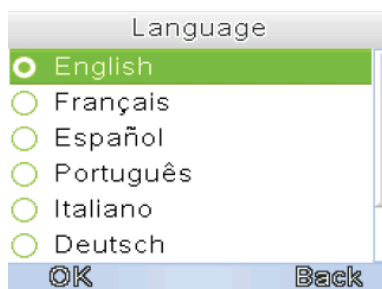 Language
English
Français
Español
Português
Italiano
Deutsch
OK Back